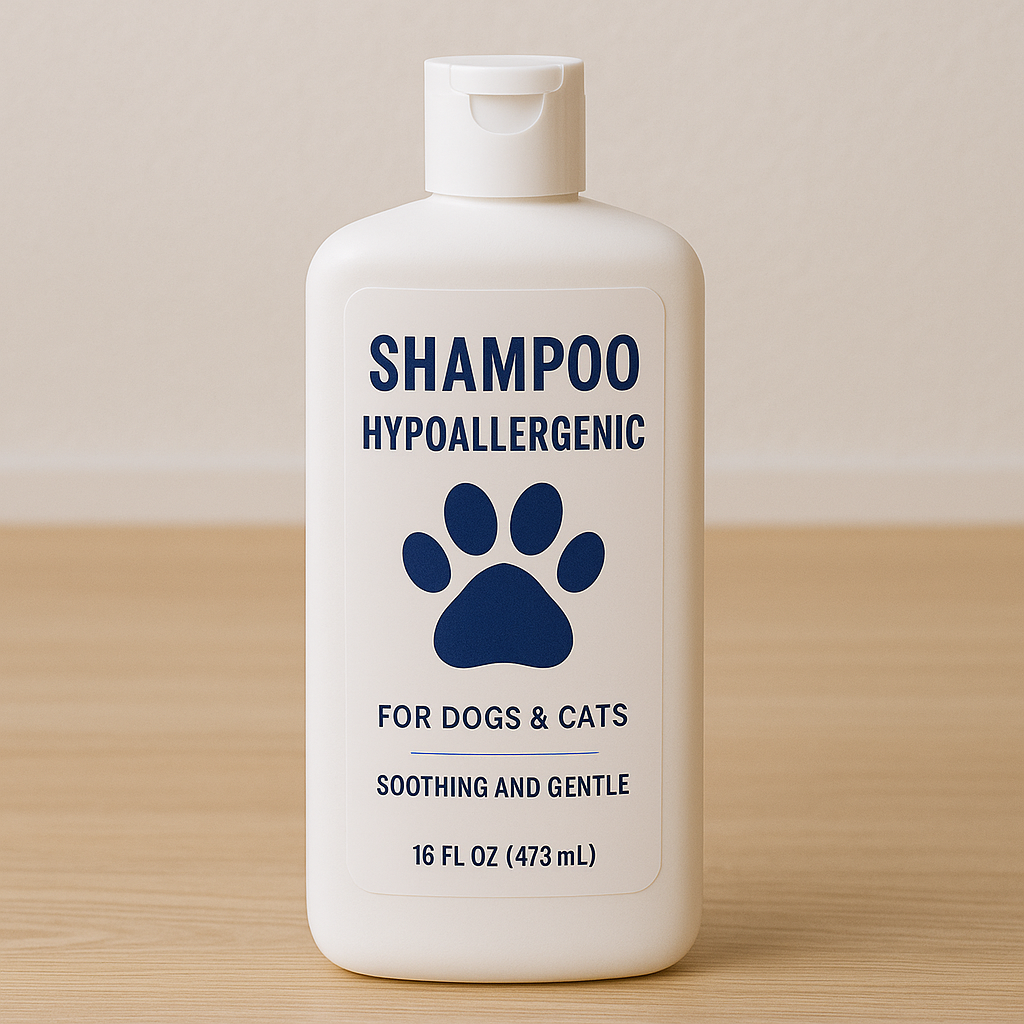 SHAMPOO
HYPOALLERGENIC
FOR DOGS & CATS
SOOTHING AND GENTLE
16 FL OZ (473 mL)